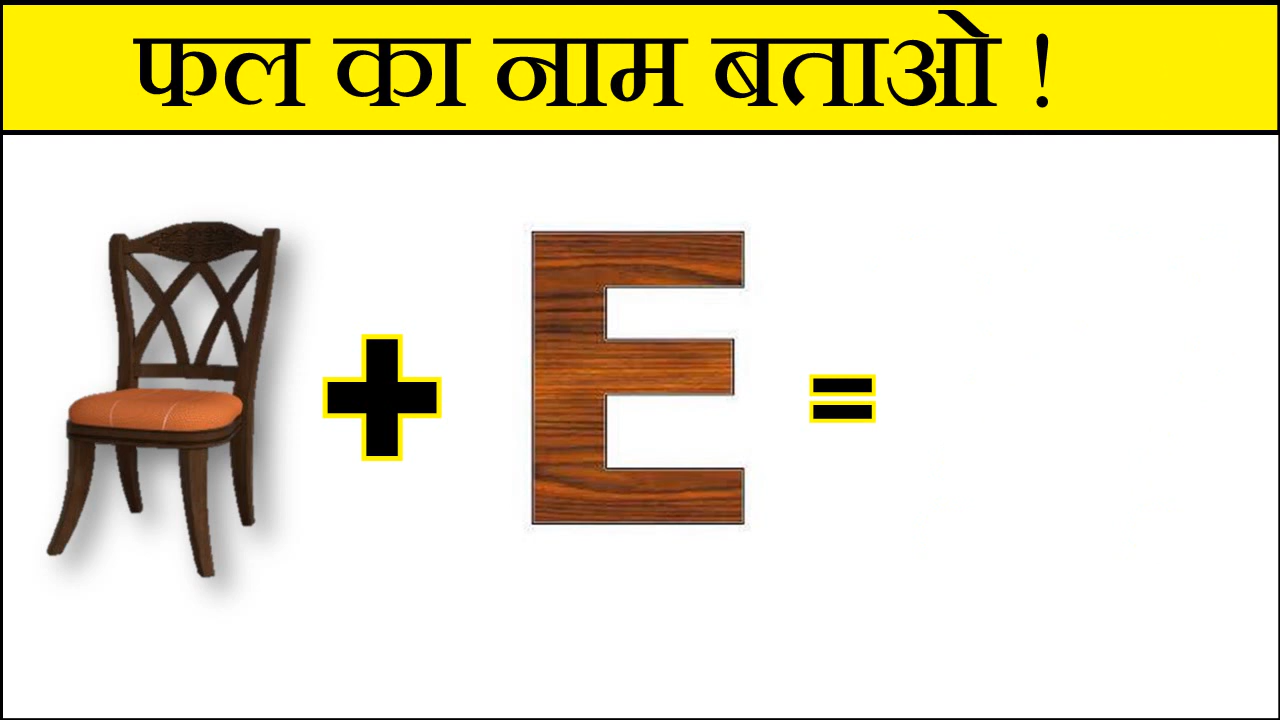 फल का नाम बताओ !
+ E =